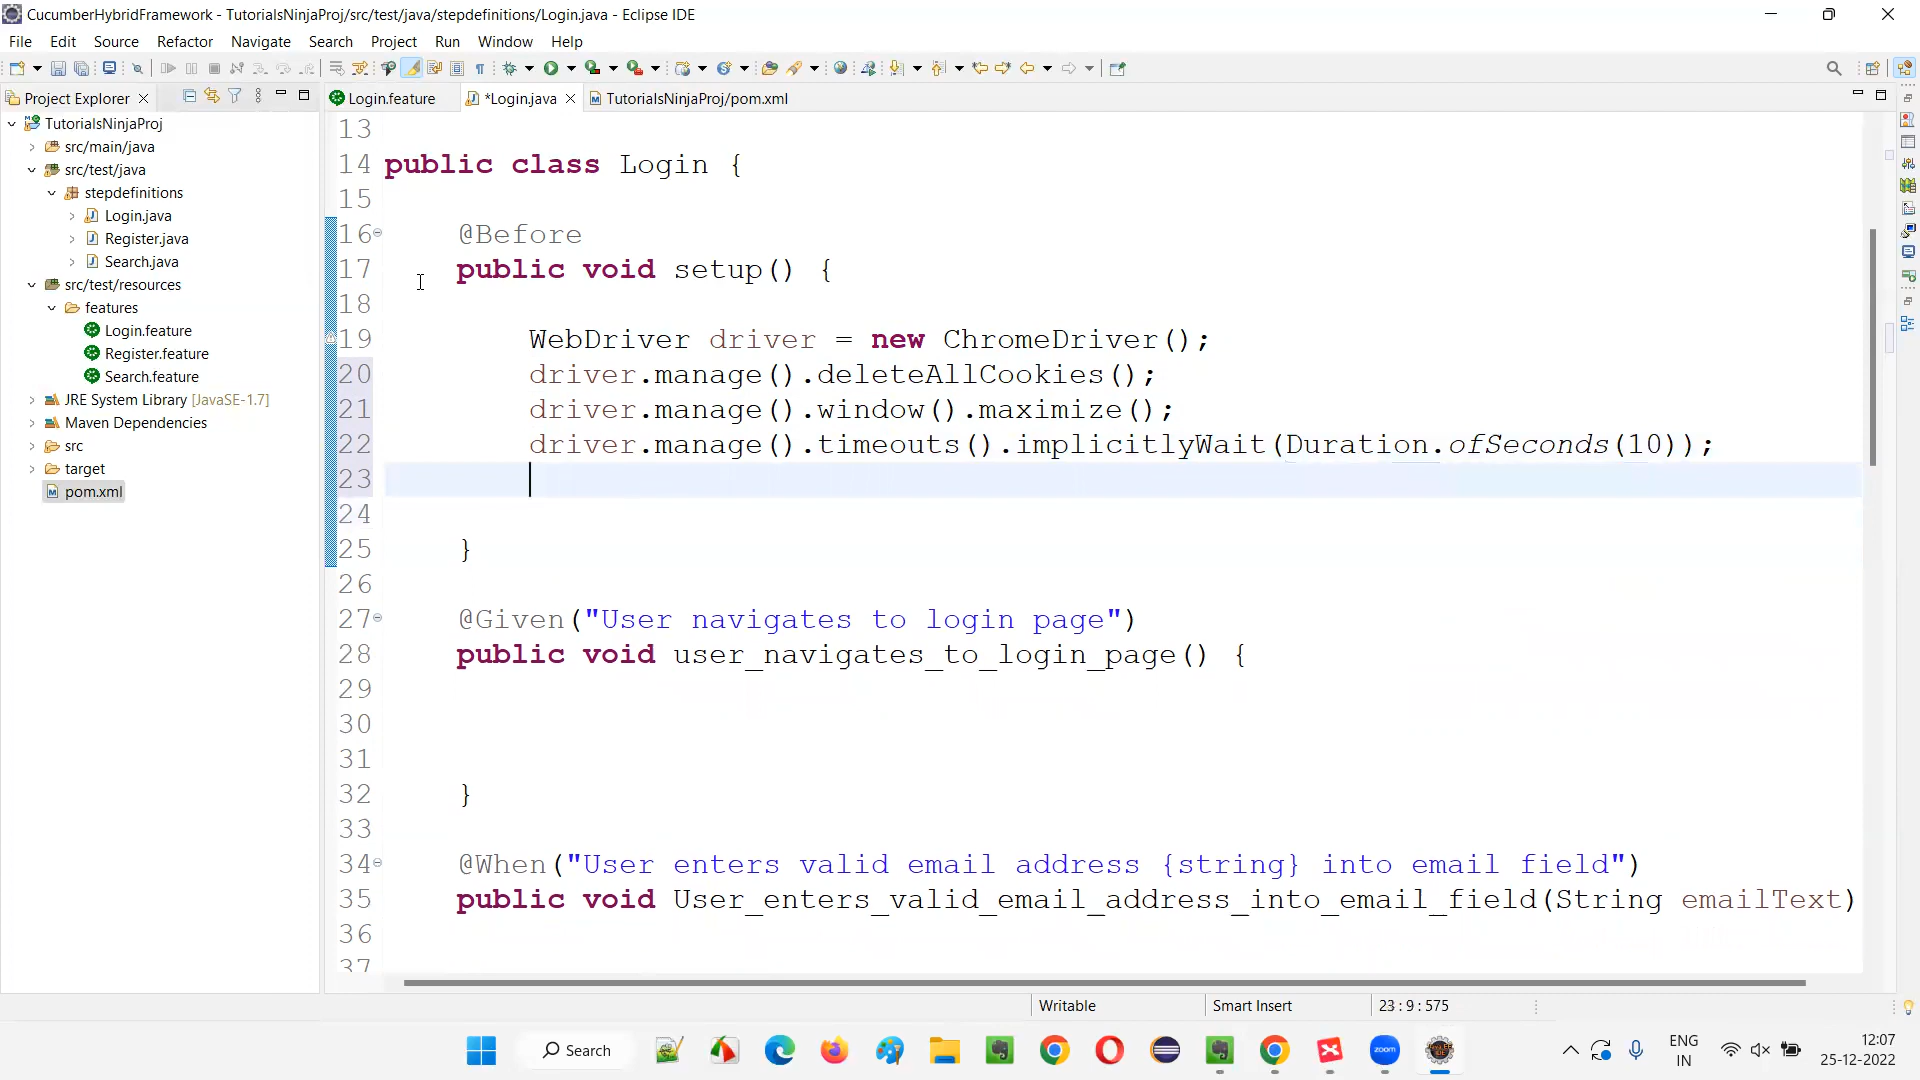 CucumberHybridFramework - TutorialsNinjaProj/src/test/java/stepdefinitions/Login.java - Eclipse IDE
File Edit Source Refactor Navigate Search Project Run Window Help
Project Explorer
Login.feature
*Login.java
TutorialsNinjaProj/pom.xml
TutorialsNinjaProj
src/main/java
src/test/java
stepdefinitions
Login.java
Register.java
Search.java
src/test/resources
features
Login.feature
Register.feature
Search.feature
JRE System Library [JavaSE-1.7]
Maven Dependencies
src
target
pom.xml
13
14 public class Login {
15
16 @Before
17 public void setup() {
18
19 WebDriver driver = new ChromeDriver();
20 driver.manage().deleteAllCookies();
21 driver.manage().window().maximize();
22 driver.manage().timeouts().implicitlyWait(Duration.ofSeconds(10));
23
24
25 }
26
27 @Given("User navigates to login page")
28 public void user_navigates_to_login_page() {
29
30
31
32 }
33
34 @When("User enters valid email address {string} into email field")
35 public void User_enters_valid_email_address_into_email_field(String emailText)
36
37
Writable
Smart Insert
23 : 9 : 575
Search
zoom
ENG
IN
12:07
25-12-2022